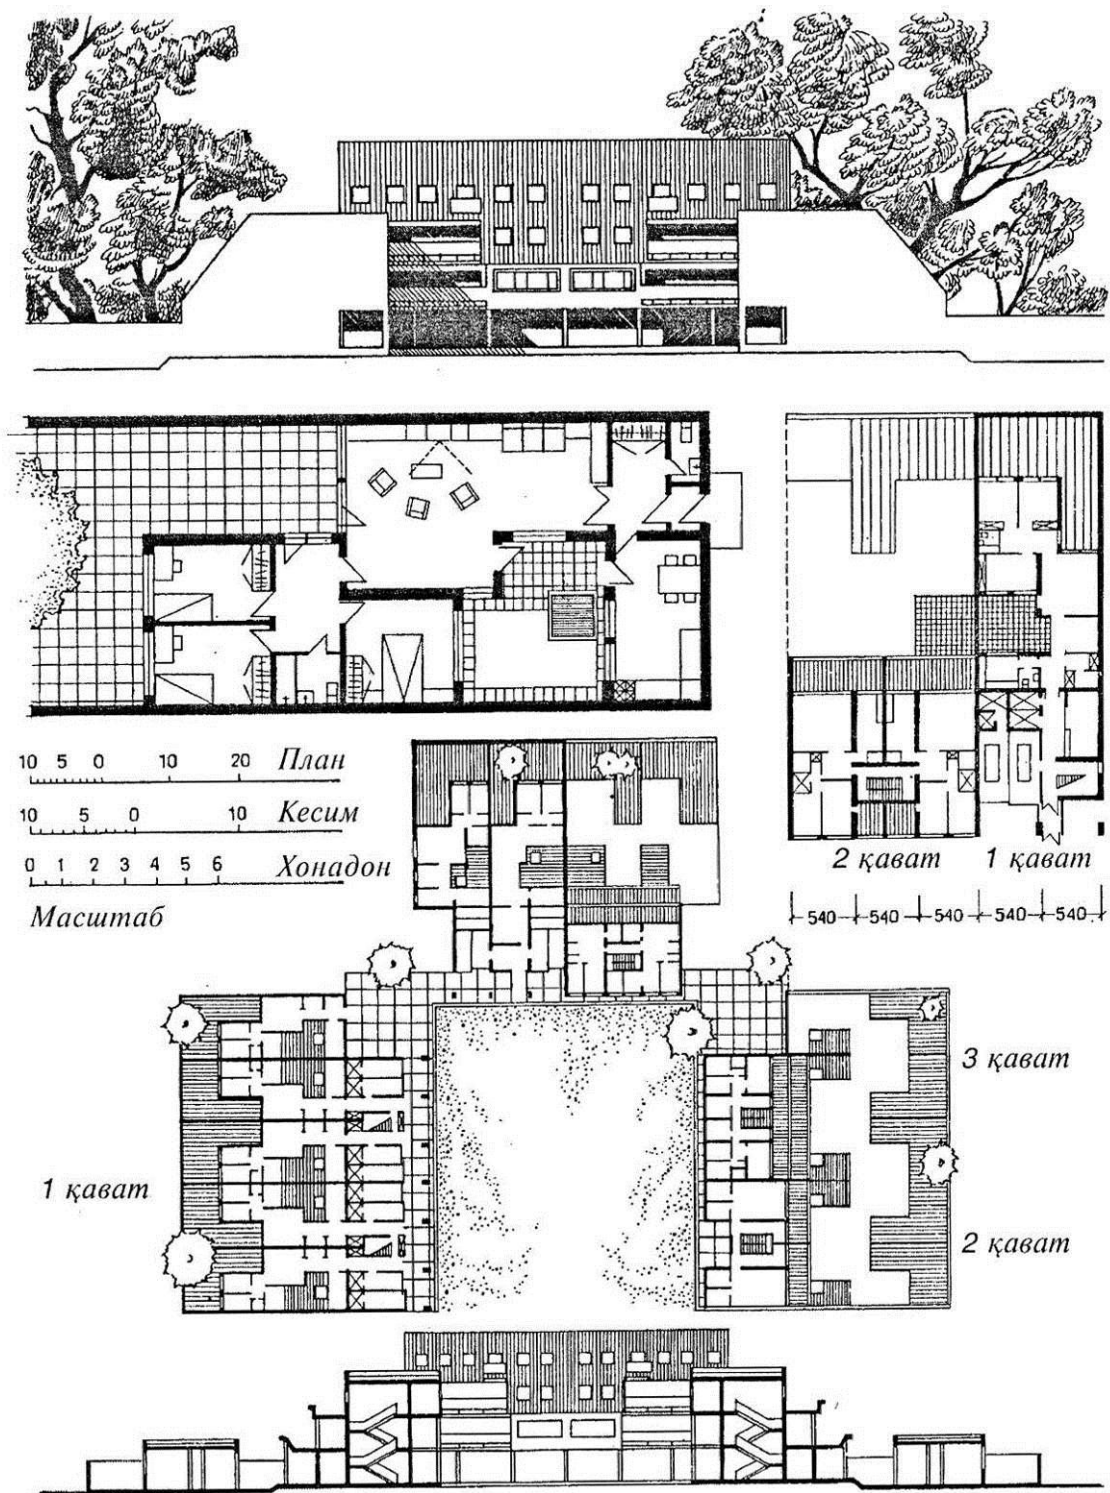 10 5 0 10 20 План
10 5 0 10 Кесим
0 1 2 3 4 5 6 Хонадон
Масштаб
2 қават 1 қават
540 540 540 540 540
3 қават
1 қават
2 қават